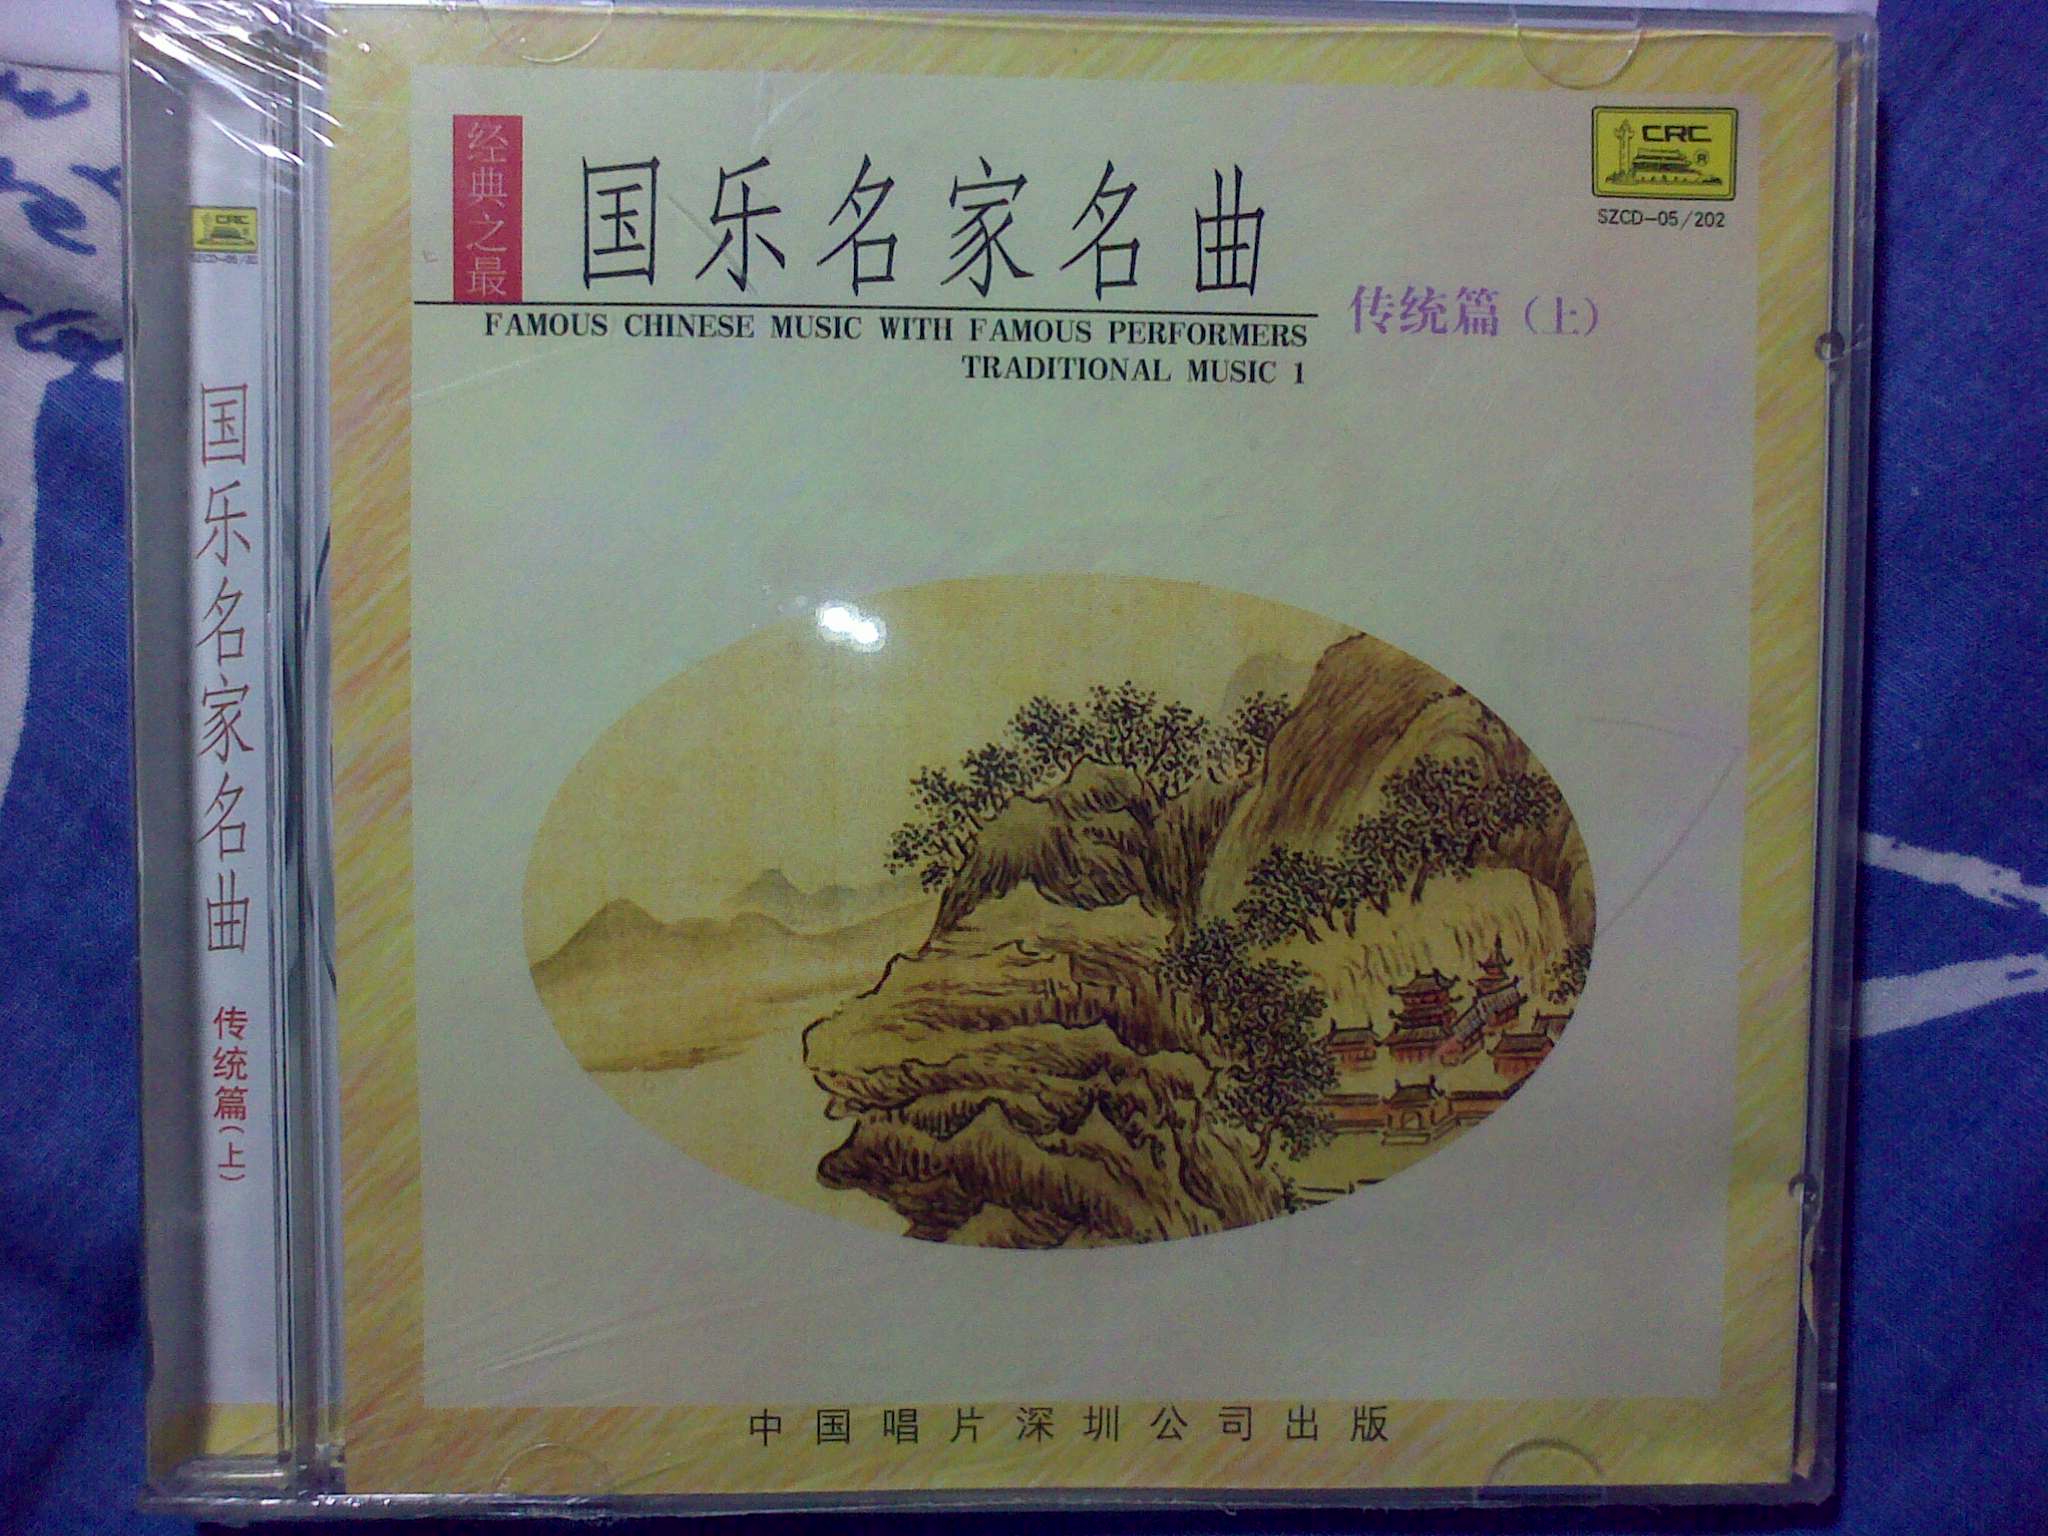 经典之最
国乐名家名曲
FAMOUS CHINESE MUSIC WITH FAMOUS PERFORMERS
TRADITIONAL MUSIC 1
传统篇（上）
CRC
®
SZCD-05/202
中国唱片深圳公司出版
CRC
国乐名家名曲
传统篇(上)